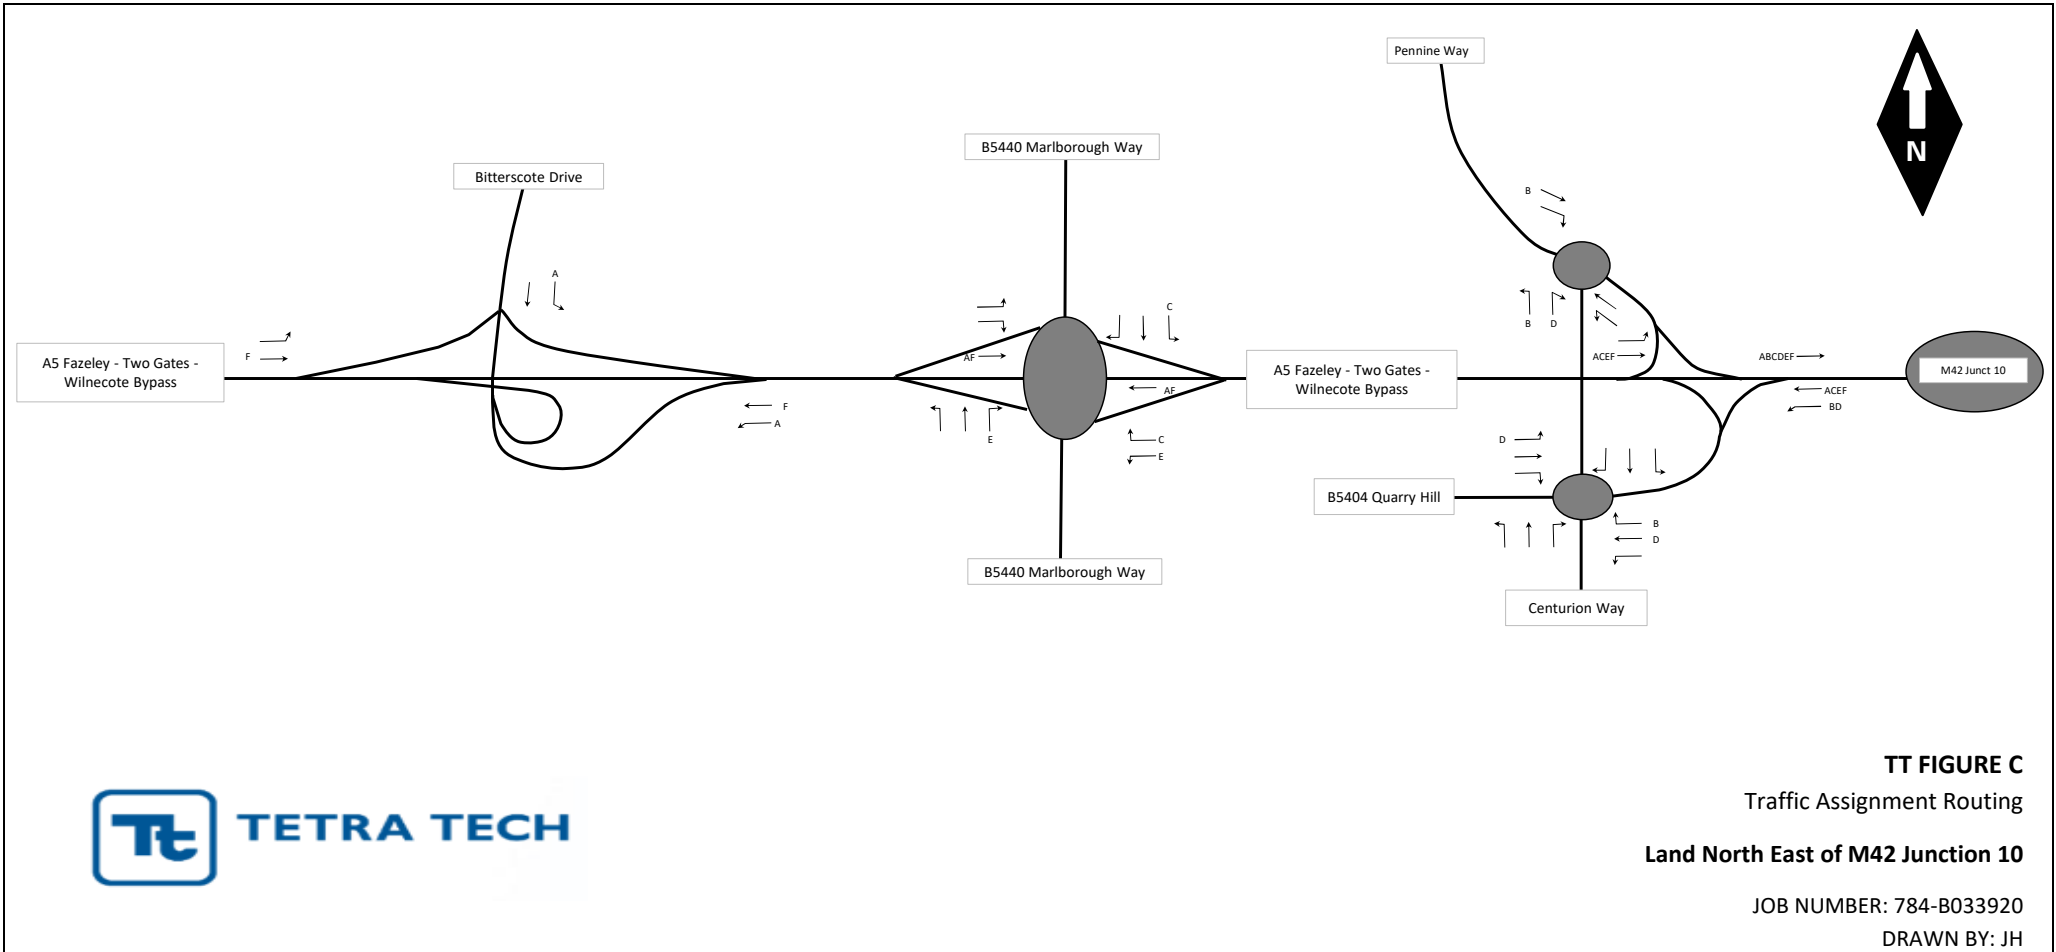 Pennine Way
B5440 Marlborough Way
Bitterscote Drive
N
B
A
C
B D
F
AF
ACEF
ABCDEF
A5 Fazeley - Two Gates -
Wilnecote Bypass
A5 Fazeley - Two Gates -
Wilnecote Bypass
M42 Junct 10
AF
ACEF
F
BD
A
E
C
E
D
B5404 Quarry Hill
B
D
B5440 Marlborough Way
Centurion Way
TT FIGURE C
Traffic Assignment Routing
Tt TETRA TECH
Land North East of M42 Junction 10
JOB NUMBER: 784-B033920
DRAWN BY: JH